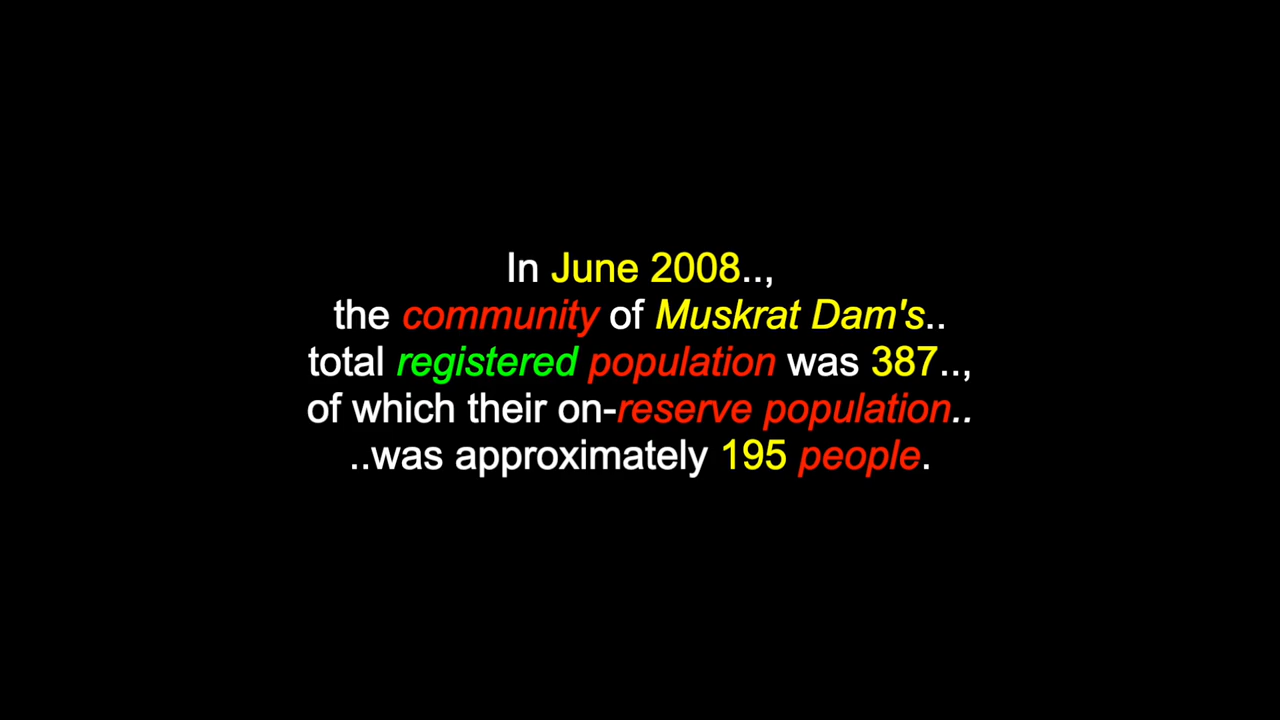 In June 2008..,
the community of Muskrat Dam's..
total registered population was 387..,
of which their on-reserve population..
..was approximately 195 people.